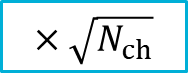 × √N_ch